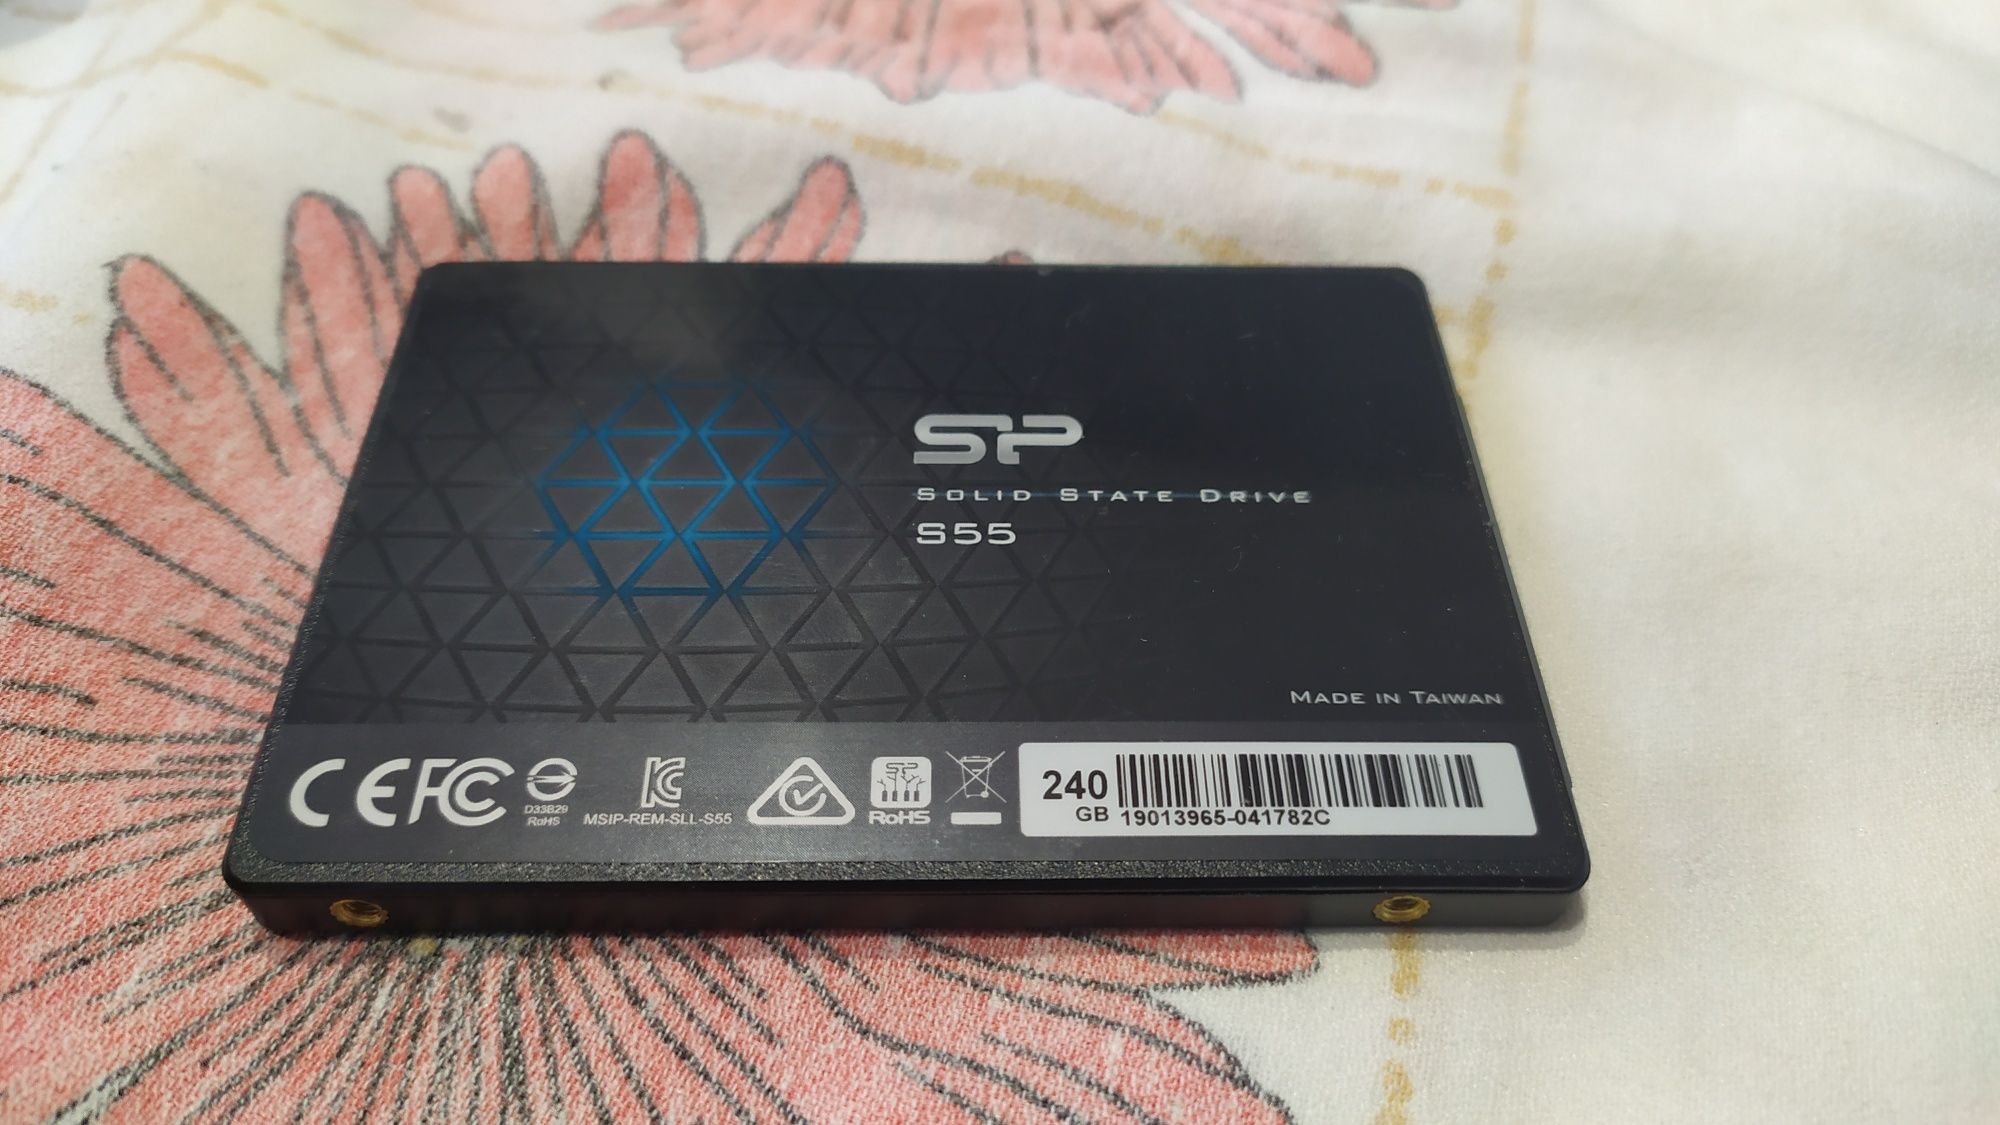 SP
SOLID STATE DRIVE
S55
MADE IN TAIWAN
CE FC
D33B29
RoHS
MSIP-REM-SLL-S55
SP
RoHS
240
GB 19013965-041782C